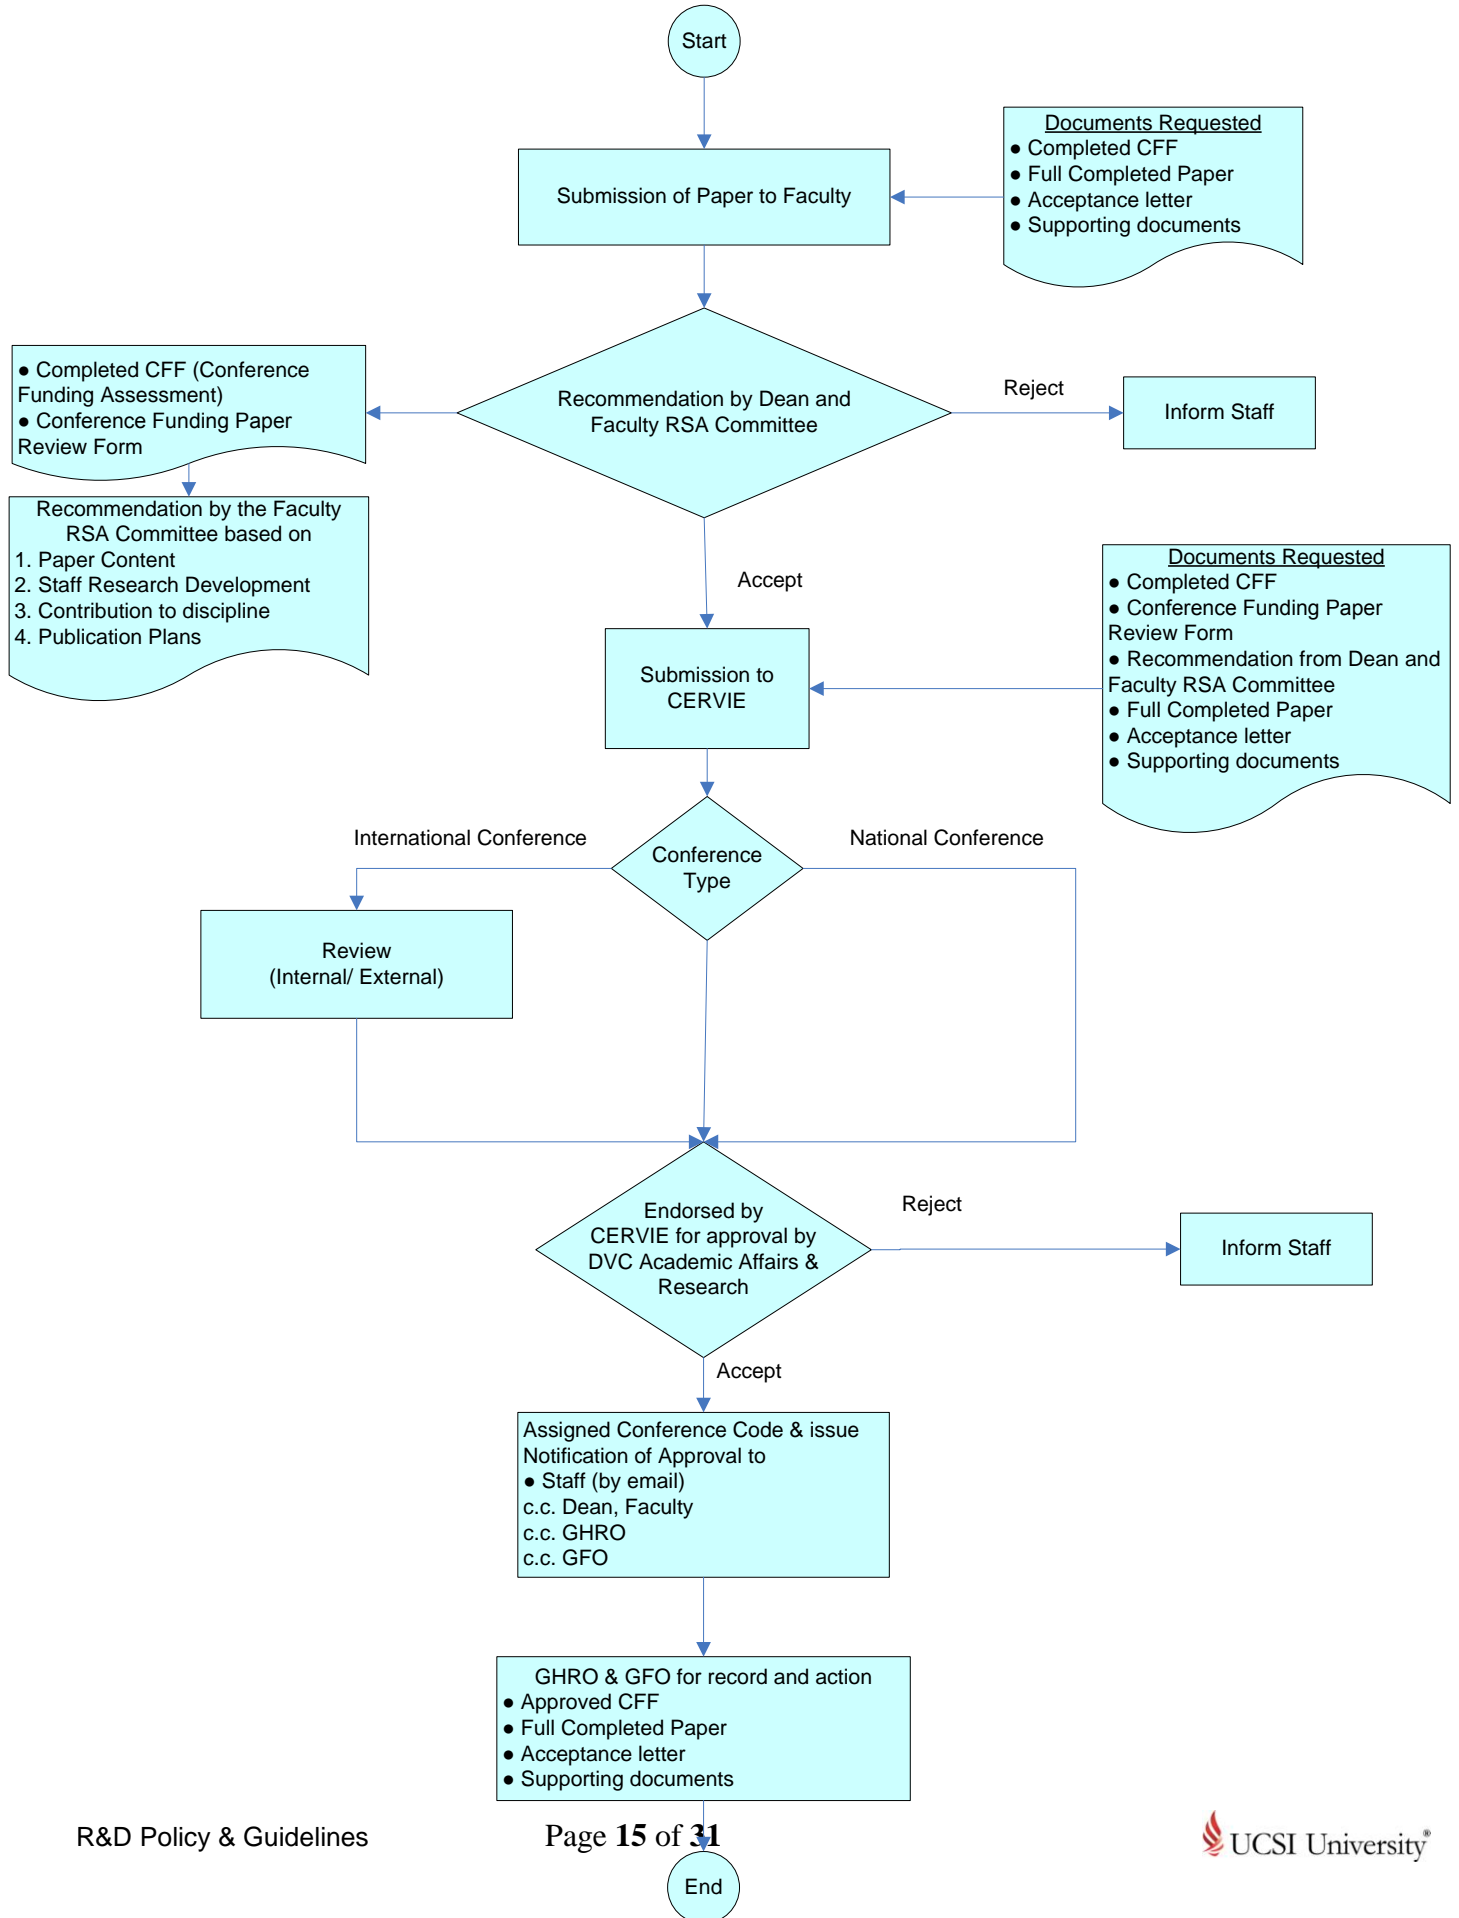 Start
Documents Requested
● Completed CFF
● Full Completed Paper
● Acceptance letter
● Supporting documents
Submission of Paper to Faculty
● Completed CFF (Conference
Funding Assessment)
● Conference Funding Paper
Review Form
Recommendation by Dean and
Faculty RSA Committee
Reject
Inform Staff
Recommendation by the Faculty
RSA Committee based on
1. Paper Content
2. Staff Research Development
3. Contribution to discipline
4. Publication Plans
Accept
Documents Requested
● Completed CFF
● Conference Funding Paper
Review Form
● Recommendation from Dean and
Faculty RSA Committee
● Full Completed Paper
● Acceptance letter
● Supporting documents
Submission to
CERVIE
International Conference
Conference
Type
National Conference
Review
(Internal/ External)
Endorsed by
CERVIE for approval by
DVC Academic Affairs &
Research
Reject
Inform Staff
Accept
Assigned Conference Code & issue
Notification of Approval to
● Staff (by email)
c.c. Dean, Faculty
c.c. GHRO
c.c. GFO
GHRO & GFO for record and action
● Approved CFF
● Full Completed Paper
● Acceptance letter
● Supporting documents
R&D Policy & Guidelines
Page 15 of 31
UCSI University®
End